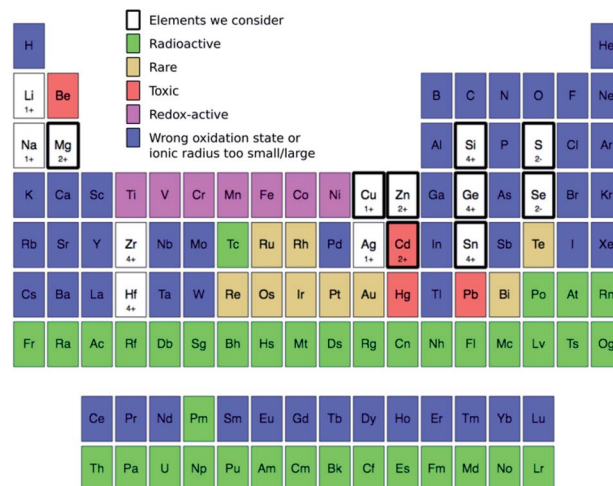 Elements we consider
H
Radioactive
He
Rare
Li
1+
Be
Toxic
B C N O F Ne
Redox-active
Na
1+
Mg
2+
Wrong oxidation state or
ionic radius too small/large
Al
Si
4+
P
S
2-
Cl Ar
K Ca Sc Ti V Cr Mn Fe Co Ni Cu Zn Ga Ge As Se Br Kr
1+ 2+ 4+ 2-
Rb Sr Y Zr Nb Mo Tc Ru Rh Pd Ag Cd In Sn Sb Te I Xe
4+ 1+ 2+ 4+
Cs Ba La Hf Ta W Re Os Ir Pt Au Hg Tl Pb Bi Po At Rn
4+
Fr Ra Ac Rf Db Sg Bh Hs Mt Ds Rg Cn Nh Fl Mc Lv Ts Og
Ce Pr Nd Pm Sm Eu Gd Tb Dy Ho Er Tm Yb Lu
Th Pa U Np Pu Am Cm Bk Cf Es Fm Md No Lr